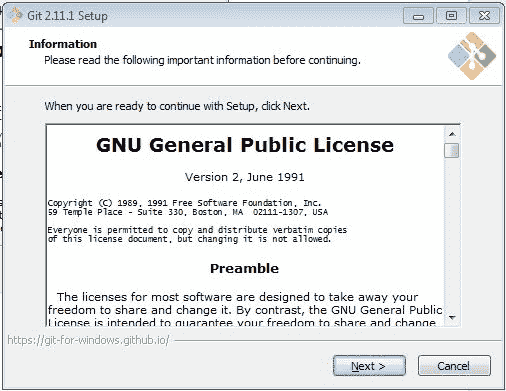 Git 2.11.1 Setup
Information
Please read the following important information before continuing.
When you are ready to continue with Setup, click Next.
GNU General Public License
Version 2, June 1991
Copyright (C) 1989, 1991 Free Software Foundation, Inc.
59 Temple Place - Suite 330, Boston, MA 02111-1307, USA
Everyone is permitted to copy and distribute verbatim copies
of this license document, but changing it is not allowed.
Preamble
The licenses for most software are designed to take away your
freedom to share and change it. By contrast, the GNU General Public
License is intended to guarantee your freedom to share and change
https://git-for-windows.github.io/
Next >
Cancel